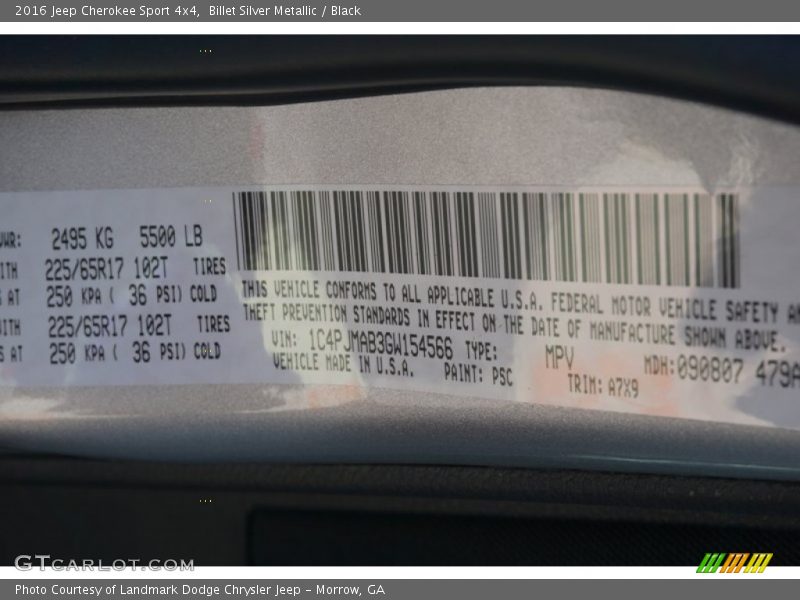 2016 Jeep Cherokee Sport 4x4,  Billet Silver Metallic / Black
2495 KG 5500 LB
225/65R17 102T TIRES
AT 250 KPA ( 36 PSI) COLD
225/65R17 102T TIRES
AT 250 KPA ( 36 PSI) COLD
THIS VEHICLE CONFORMS TO ALL APPLICABLE U.S.A. FEDERAL MOTOR VEHICLE SAFETY
THEFT PREVENTION STANDARDS IN EFFECT ON THE DATE OF MANUFACTURE SHOWN ABOVE.
VIN: 1C4PJMAB3GW154566 TYPE: MPV MDH:090807 479A
VEHICLE MADE IN U.S.A. PAINT: PSC TRIM: A7X9
GTCARLOT.COM
Photo Courtesy of Landmark Dodge Chrysler Jeep - Morrow, GA